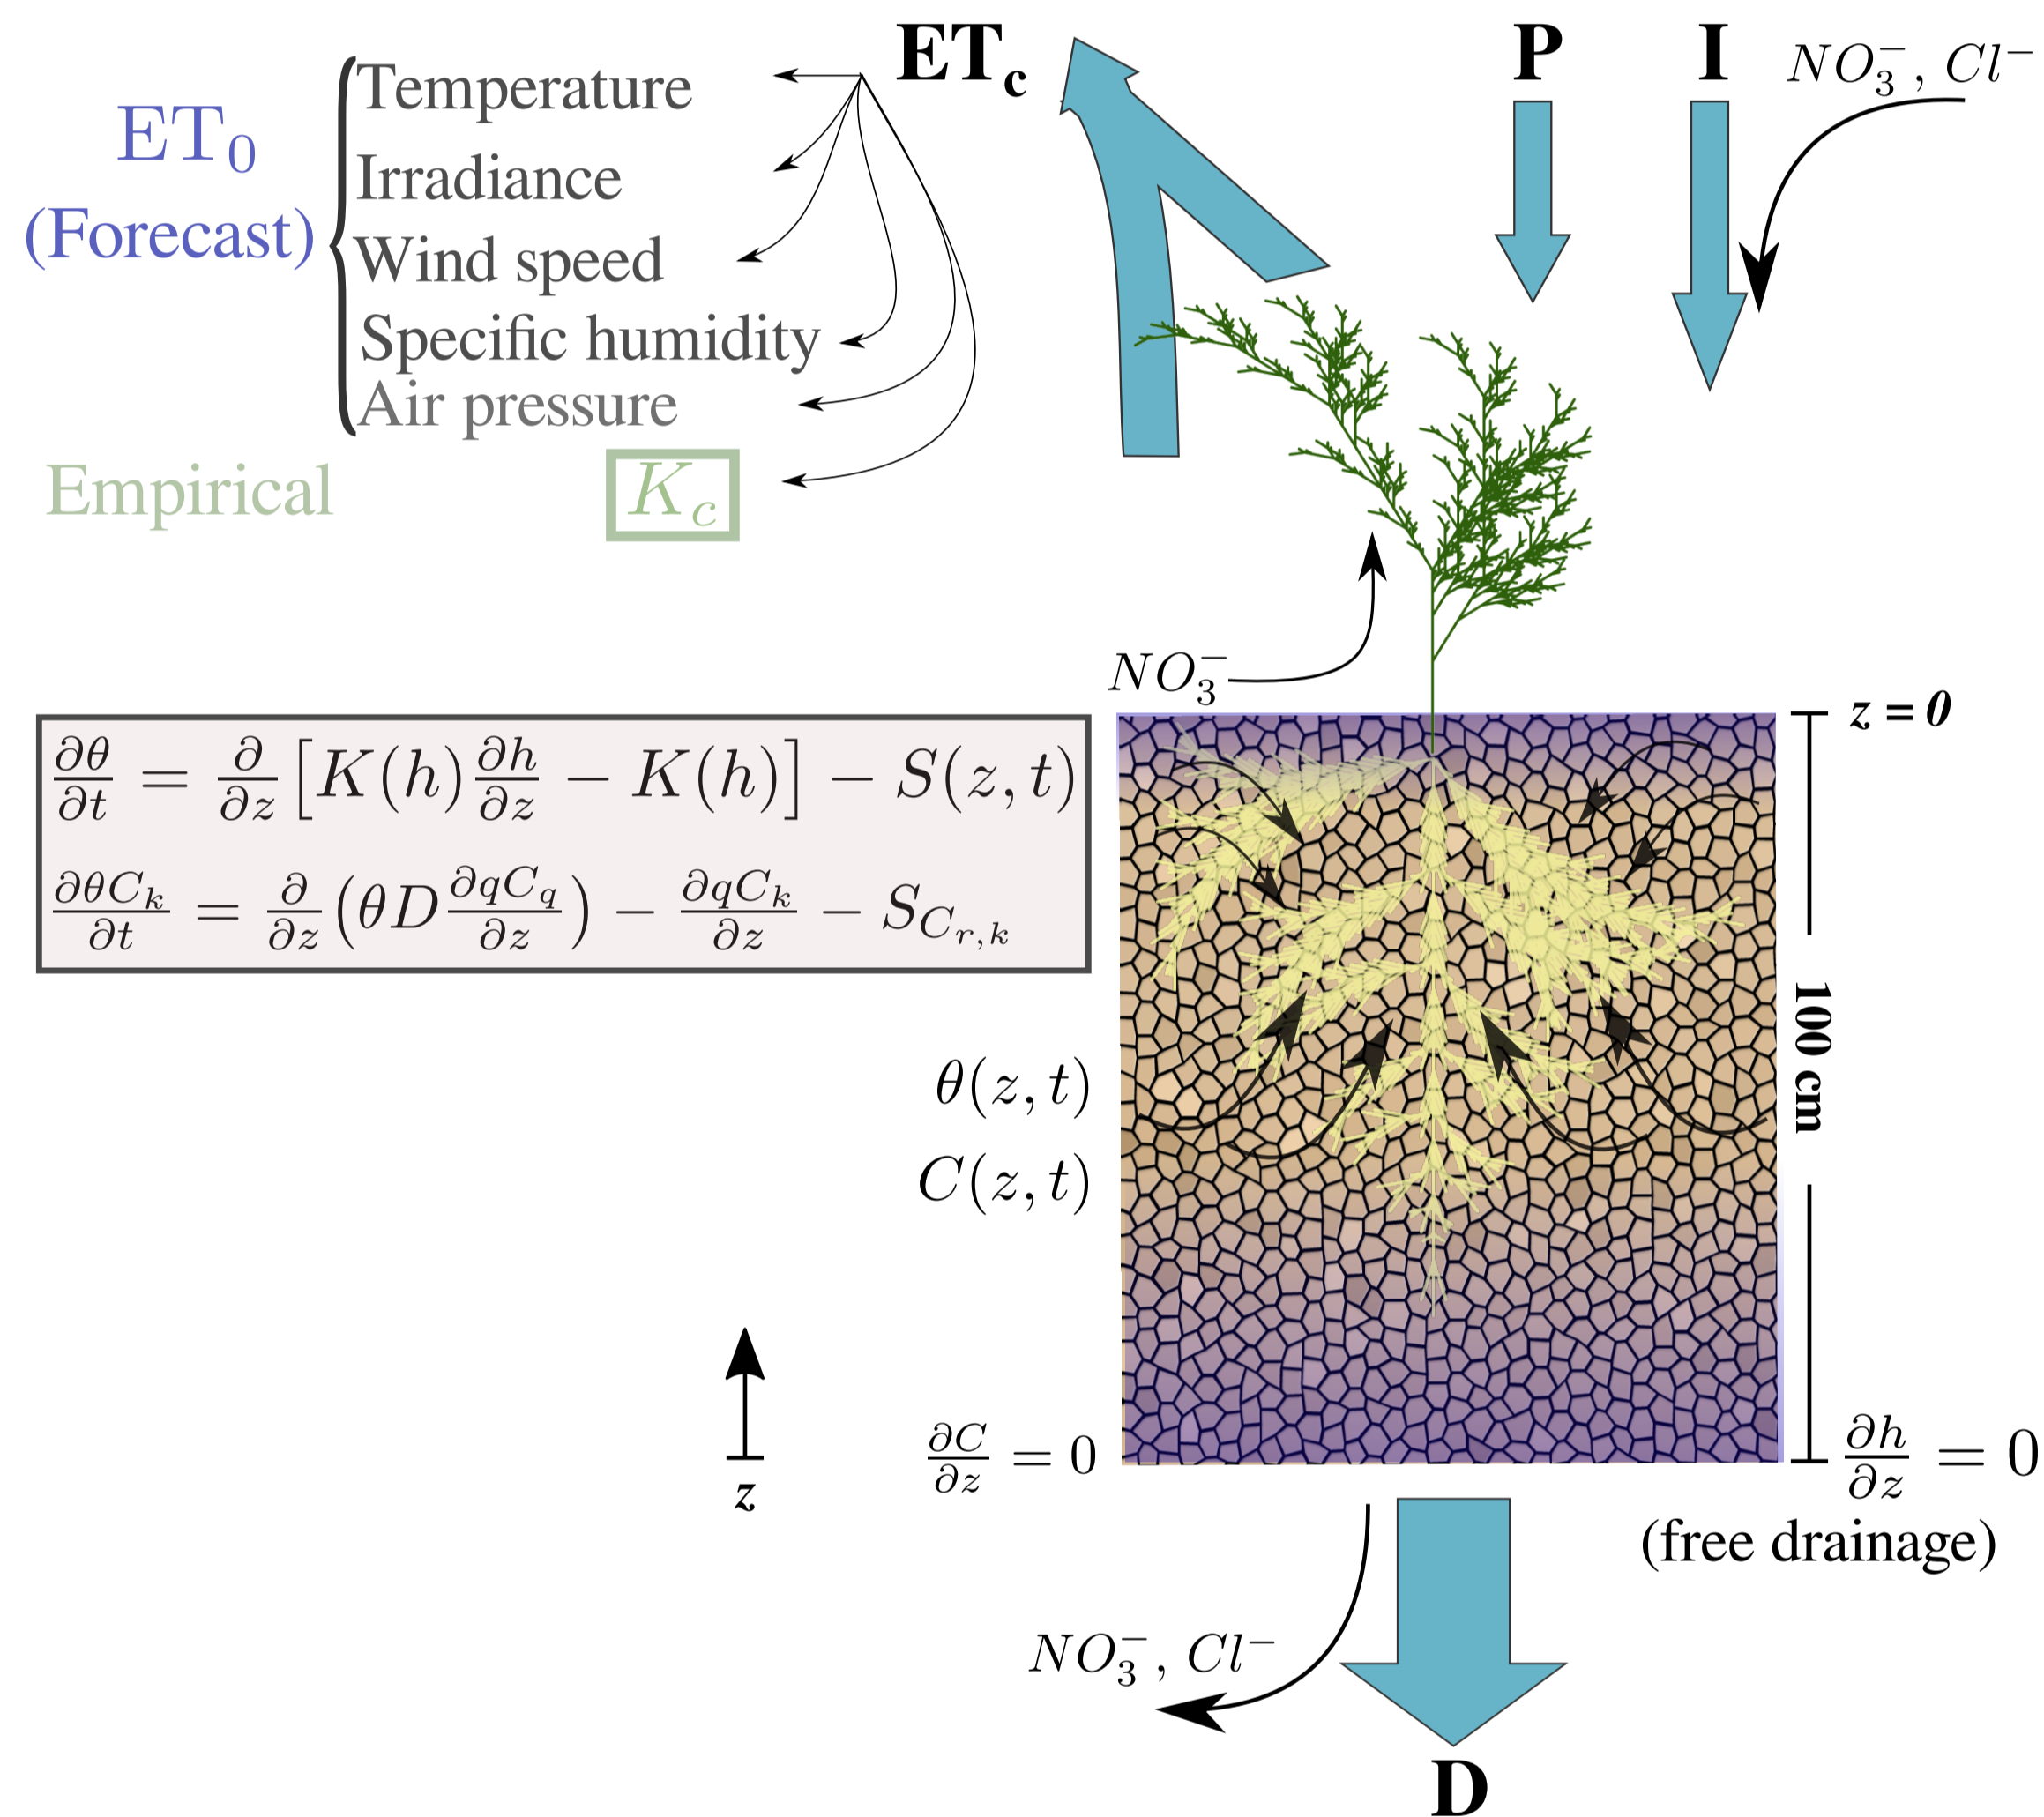 ET_c
P
I
NO_3^-, Cl^-
ET_0
(Forecast)
Temperature
Irradiance
Wind speed
Specific humidity
Air pressure
Empirical
K_c
NO_3^-
z = 0
∂θ/∂t = ∂/∂z [K(h) ∂h/∂z − K(h)] − S(z, t)
∂θC_k/∂t = ∂/∂z (θD ∂qC_q/∂z) − ∂qC_k/∂z − S_{C_{r,k}}
100 cm
θ(z, t)
C(z, t)
z
∂C/∂z = 0
∂h/∂z = 0
(free drainage)
NO_3^-, Cl^-
D